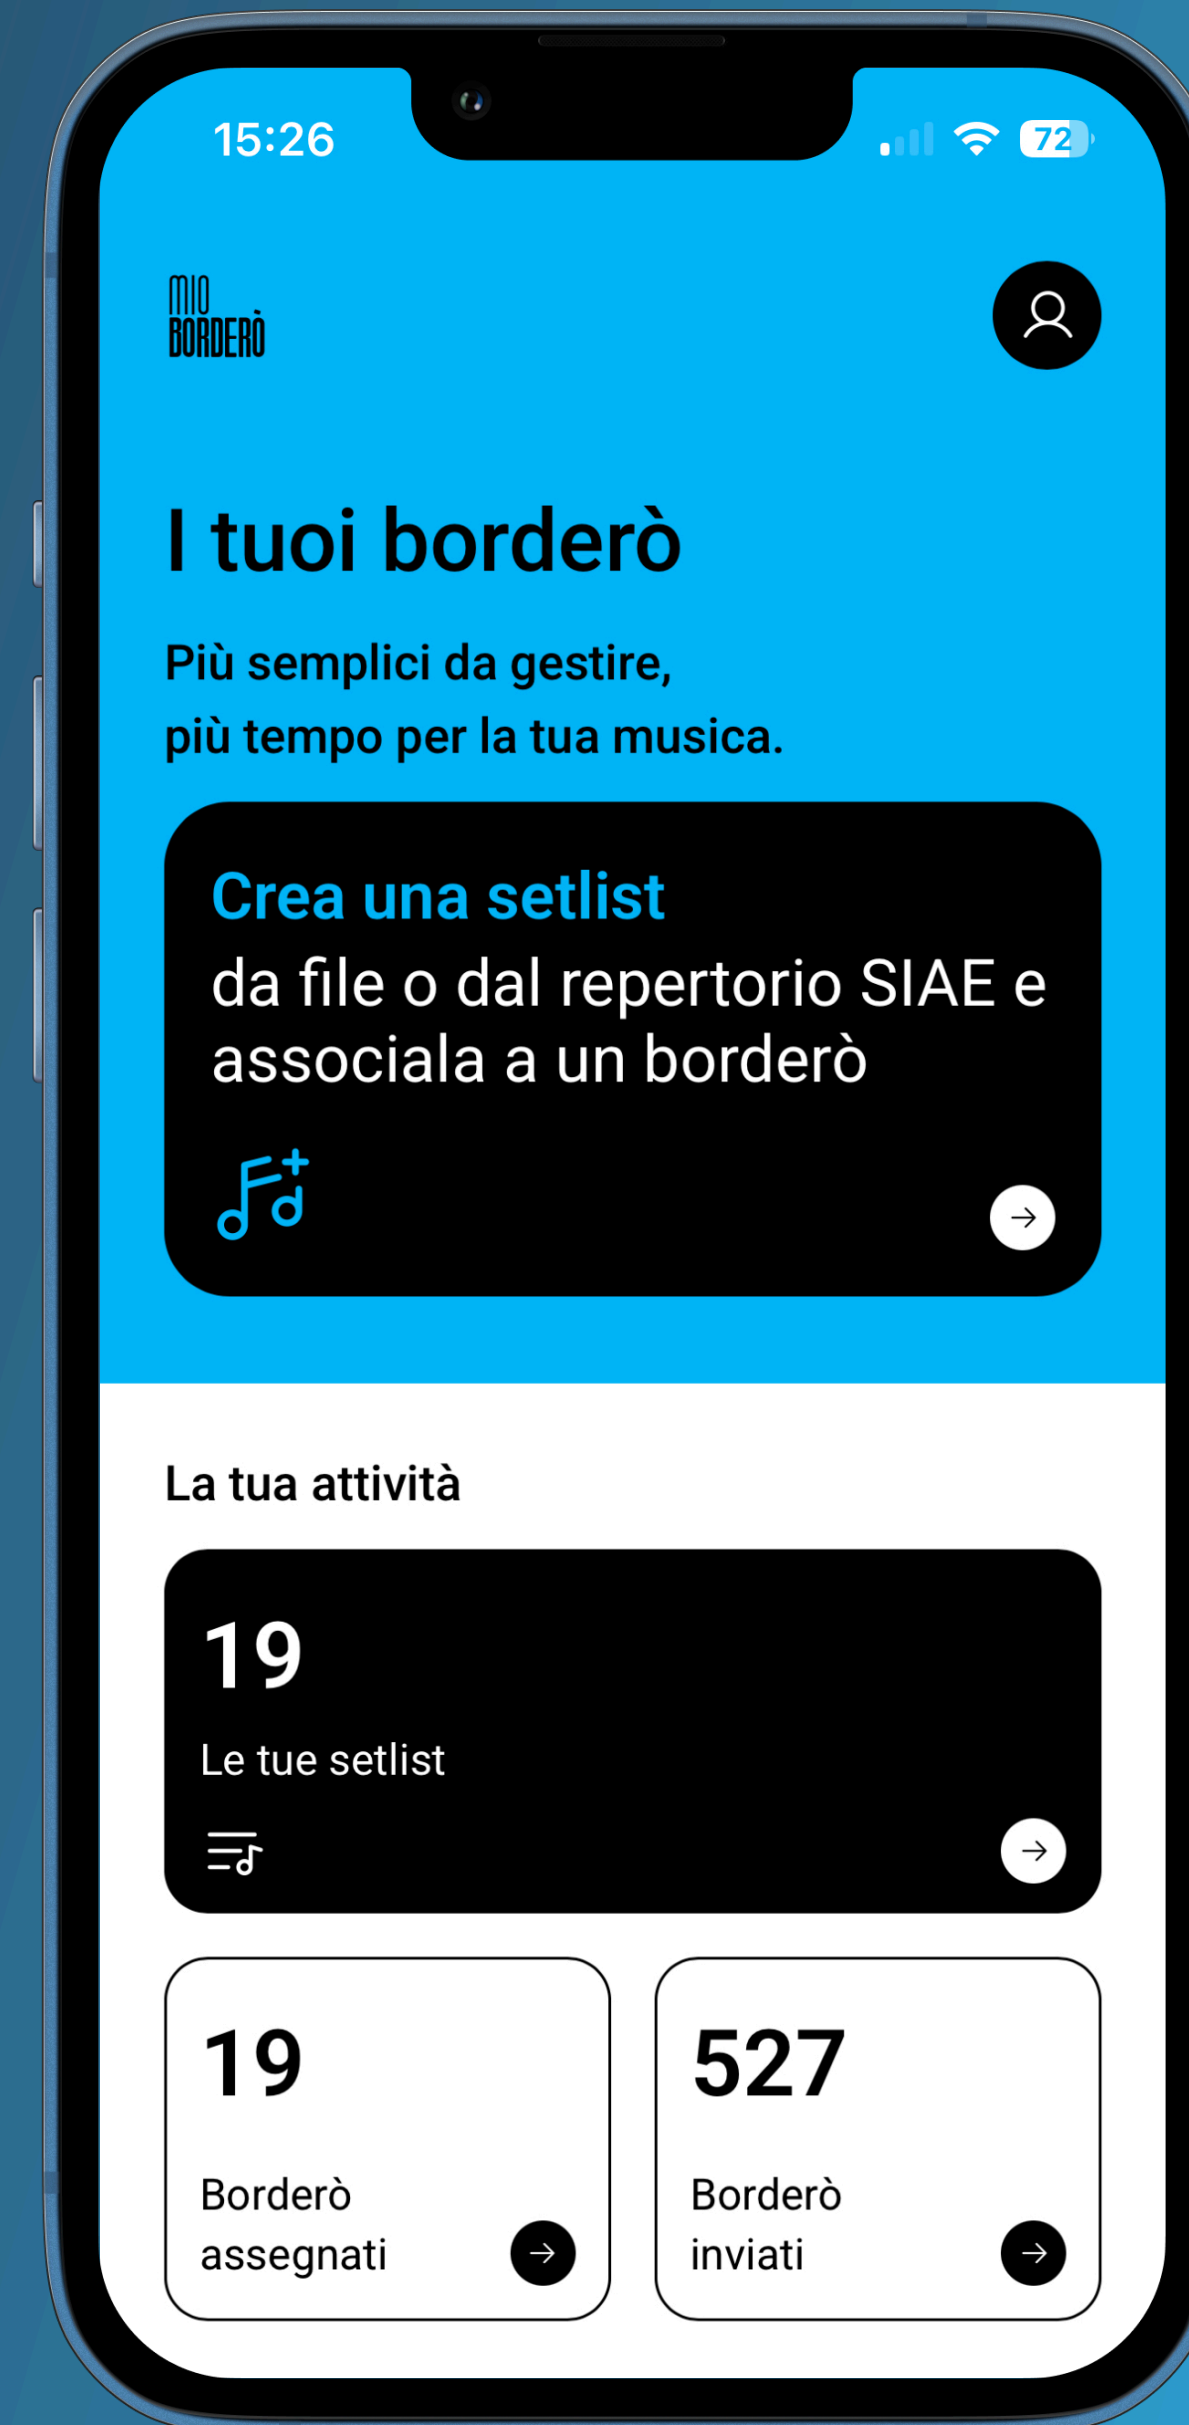 15:26
72
MIO
BORDERÒ
I tuoi borderò
Più semplici da gestire,
più tempo per la tua musica.
Crea una setlist
da file o dal repertorio SIAE e
associala a un borderò
La tua attività
19
Le tue setlist
19
Borderò
assegnati
527
Borderò
inviati